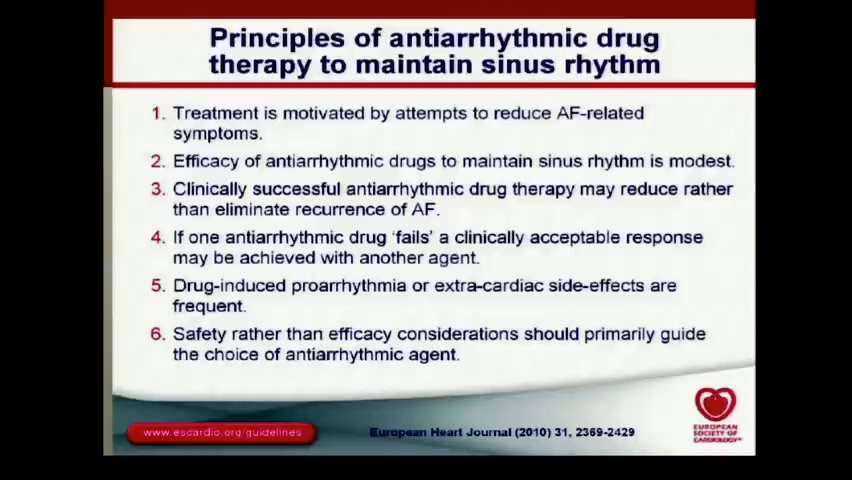 Principles of antiarrhythmic drug
therapy to maintain sinus rhythm
1. Treatment is motivated by attempts to reduce AF-related
symptoms.
2. Efficacy of antiarrhythmic drugs to maintain sinus rhythm is modest.
3. Clinically successful antiarrhythmic drug therapy may reduce rather
than eliminate recurrence of AF.
4. If one antiarrhythmic drug ‘fails’ a clinically acceptable response
may be achieved with another agent.
5. Drug-induced proarrhythmia or extra-cardiac side-effects are
frequent.
6. Safety rather than efficacy considerations should primarily guide
the choice of antiarrhythmic agent.
www.escardio.org/guidelines
European Heart Journal (2010) 31, 2369-2429
EUROPEAN
SOCIETY OF
CARDIOLOGY